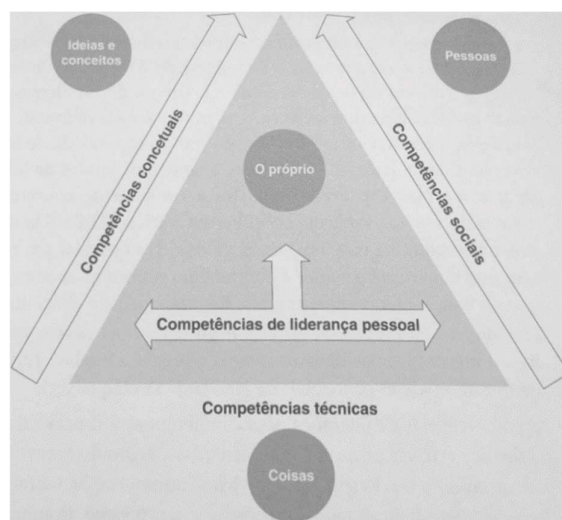 Ideias e
conceitos
Pessoas
Competências concetuais
O próprio
Competências sociais
Competências de liderança pessoal
Competências técnicas
Coisas